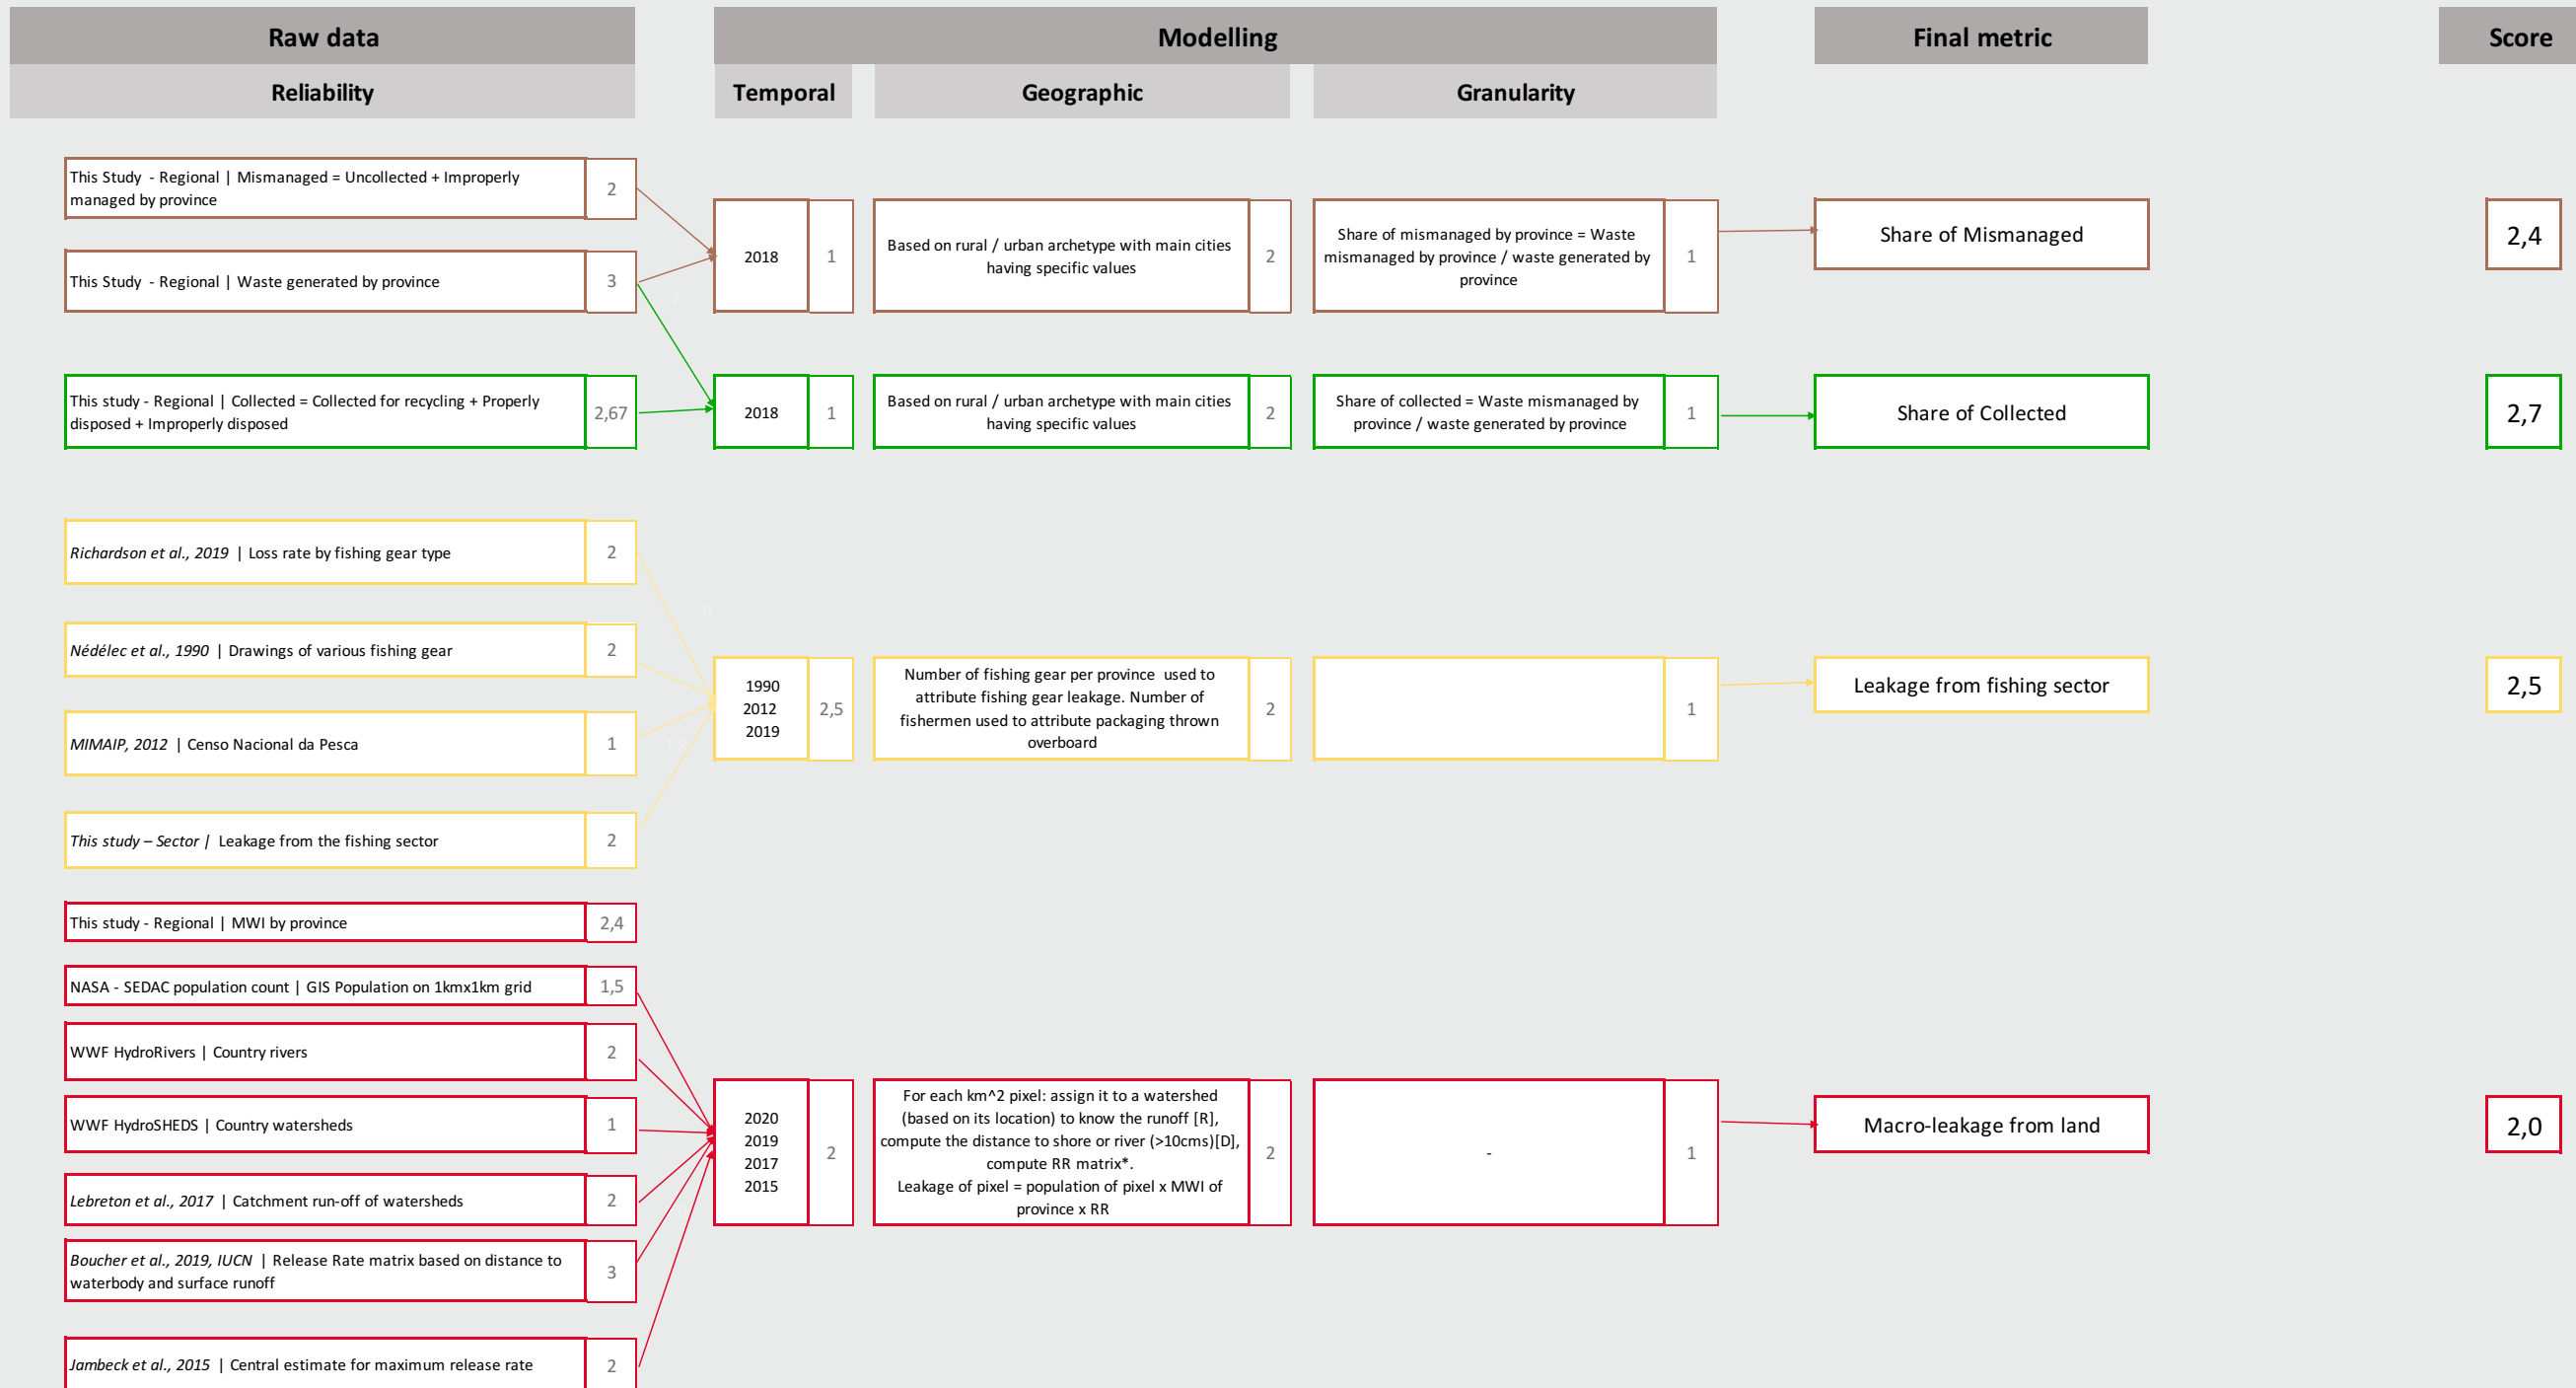 Raw data
Modelling
Final metric
Score
Reliability
Temporal
Geographic
Granularity
This Study - Regional | Mismanaged = Uncollected + Improperly
managed by province
2
This Study - Regional | Waste generated by province
3
2
2018
1
Based on rural / urban archetype with main cities
having specific values
2
Share of mismanaged by province = Waste
mismanaged by province / waste generated by
province
1
Share of Mismanaged
2,4
This study - Regional | Collected = Collected for recycling + Properly
disposed + Improperly disposed
2,67
2018
1
Based on rural / urban archetype with main cities
having specific values
2
Share of collected = Waste mismanaged by
province / waste generated by province
1
Share of Collected
2,7
Richardson et al., 2019 | Loss rate by fishing gear type
2
0
Nédélec et al., 1990 | Drawings of various fishing gear
2
MIMAIP, 2012 | Censo Nacional da Pesca
1
1,8
This study – Sector | Leakage from the fishing sector
2
1990
2012
2019
2,5
Number of fishing gear per province used to
attribute fishing gear leakage. Number of
fishermen used to attribute packaging thrown
overboard
2
1
Leakage from fishing sector
2,5
This study - Regional | MWI by province
2,4
NASA - SEDAC population count | GIS Population on 1kmx1km grid
1,5
WWF HydroRivers | Country rivers
2
WWF HydroSHEDS | Country watersheds
1
Lebreton et al., 2017 | Catchment run-off of watersheds
2
Boucher et al., 2019, IUCN | Release Rate matrix based on distance to
waterbody and surface runoff
3
Jambeck et al., 2015 | Central estimate for maximum release rate
2
2020
2019
2017
2015
2
For each km^2 pixel: assign it to a watershed
(based on its location) to know the runoff [R],
compute the distance to shore or river (>10cms)[D],
compute RR matrix*.
Leakage of pixel = population of pixel x MWI of
province x RR
2
-
1
Macro-leakage from land
2,0